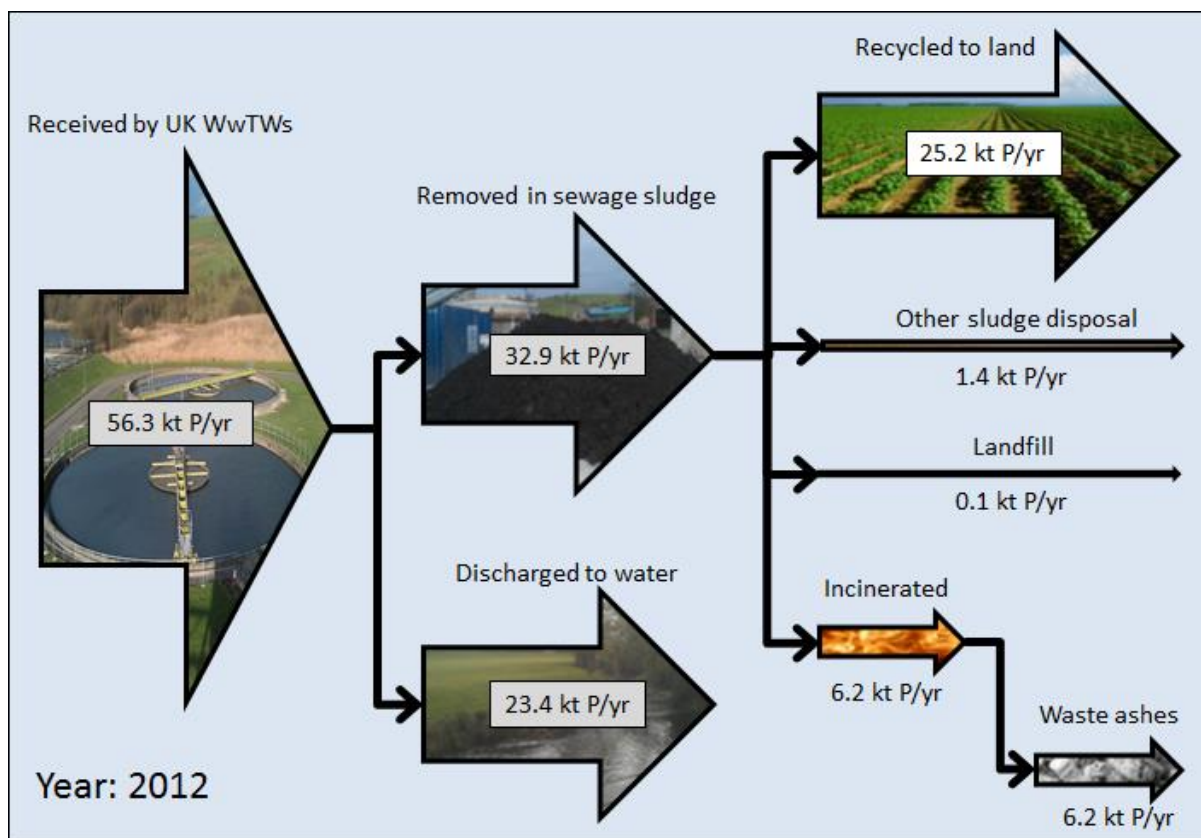 Recycled to land
25.2 kt P/yr
Received by UK WwTWs
56.3 kt P/yr
Removed in sewage sludge
32.9 kt P/yr
Other sludge disposal
1.4 kt P/yr
Landfill
0.1 kt P/yr
Discharged to water
23.4 kt P/yr
Incinerated
6.2 kt P/yr
Waste ashes
6.2 kt P/yr
Year: 2012